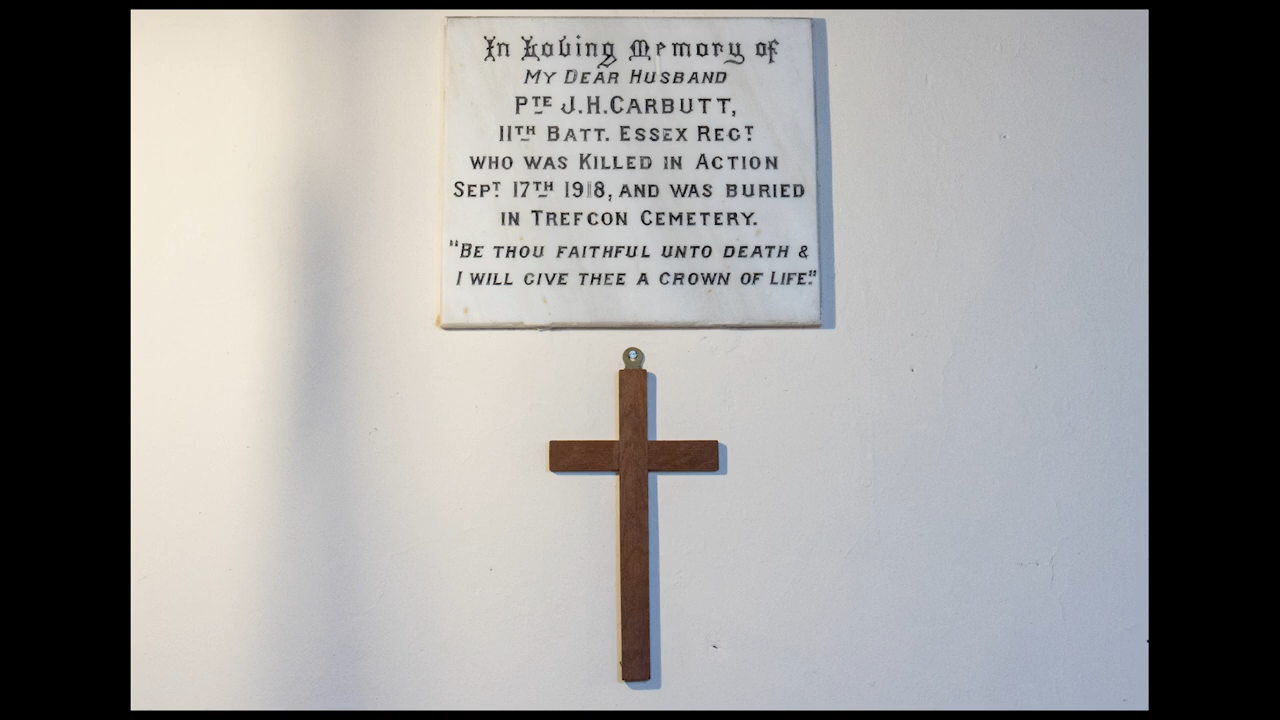 In Loving Memory of
My Dear Husband
Pte J.H. Carbutt,
11th Batt. Essex Regt
who was Killed in Action
Sept 17th 1918, and was buried
in Trefcon Cemetery.
"Be thou faithful unto death &
I will give thee a crown of life."